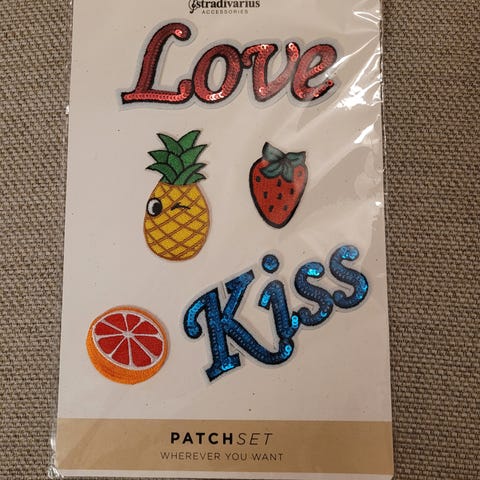 stradivarius
ACCESSORIES
Love
Kiss
PATCHSET
WHEREVER YOU WANT